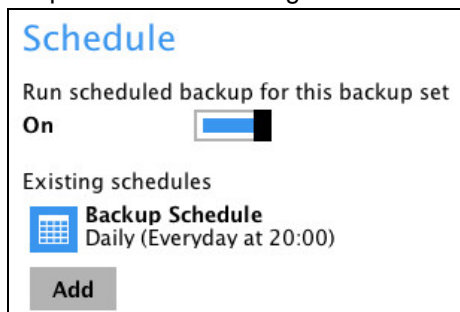 Schedule
Run scheduled backup for this backup set
On
Existing schedules
Backup Schedule
Daily (Everyday at 20:00)
Add